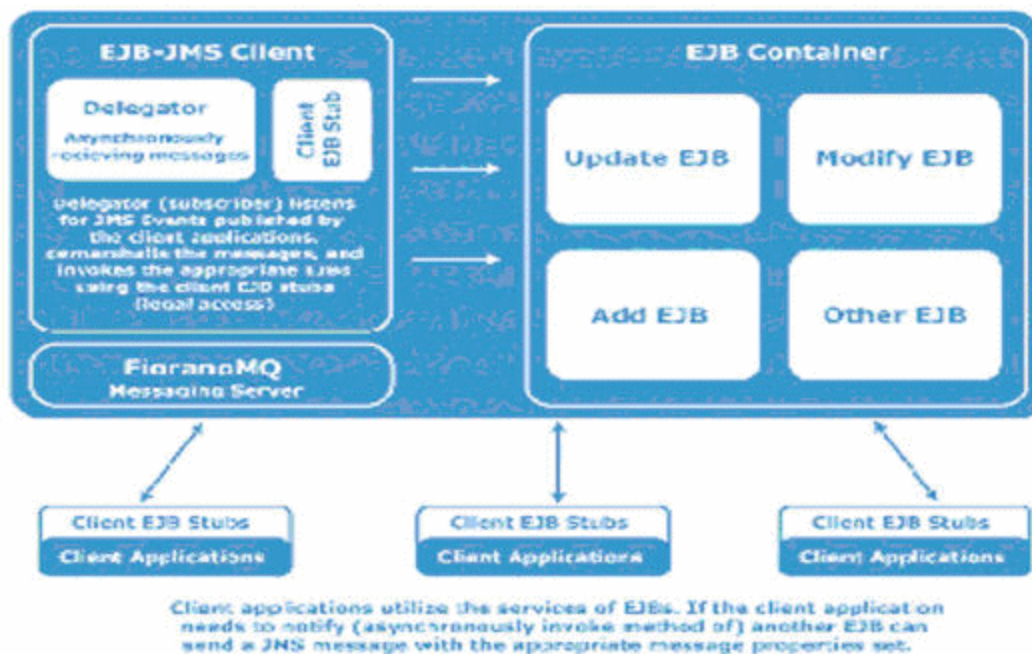 EJB-JMS Client
Delegator
Asynchronously
recieving messages
Client
EJB Stub
Delegator (subscriber) listens
for JMS Events published by
the client applications,
demarshalls the messages, and
invokes the appropriate EJBs
using the client EJB stubs
(legal access)
FioranoMQ
Messaging Server
EJB Container
Update EJB
Modify EJB
Add EJB
Other EJB
Client EJB Stubs
Client Applications
Client EJB Stubs
Client Applications
Client EJB Stubs
Client Applications
Client applications utilize the services of EJBs. If the client application
needs to notify (asynchronously invoke method of) another EJB can
send a JMS message with the appropriate message properties set.